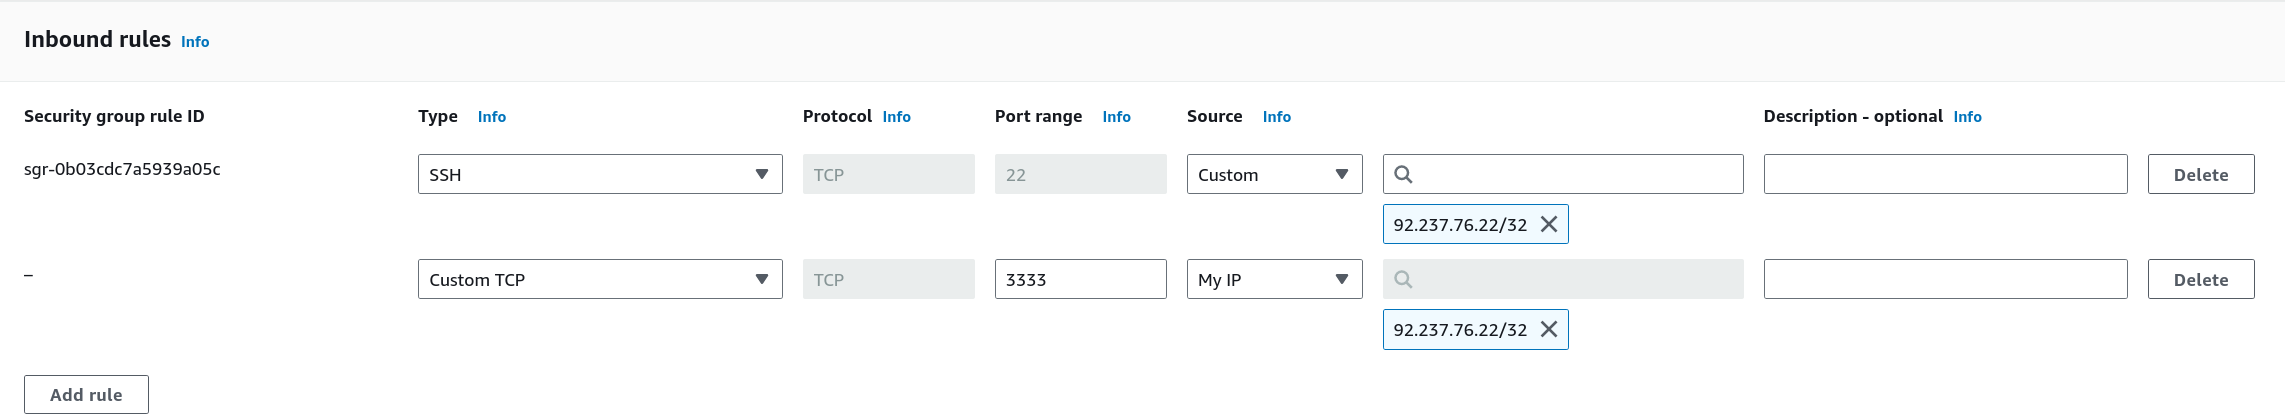 Inbound rules Info
Security group rule ID Type Info Protocol Info Port range Info Source Info Description - optional Info
sgr-0b03cdc7a5939a05c SSH TCP 22 Custom Delete
92.237.76.22/32
– Custom TCP TCP 3333 My IP Delete
92.237.76.22/32
Add rule